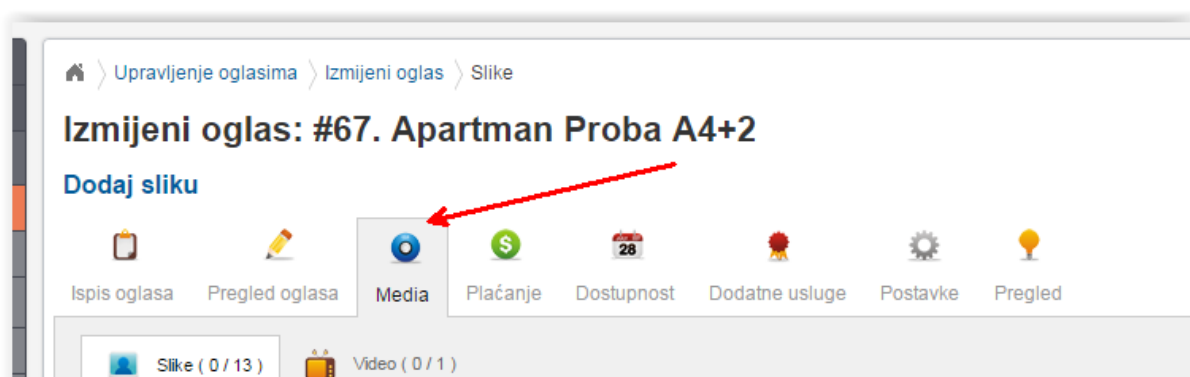 Upravljenje oglasima Izmijeni oglas Slike
Izmijeni oglas: #67. Apartman Proba A4+2
Dodaj sliku
28
Ispis oglasa Pregled oglasa Media Plaćanje Dostupnost Dodatne usluge Postavke Pregled
Slike ( 0 / 13 ) Video ( 0 / 1 )